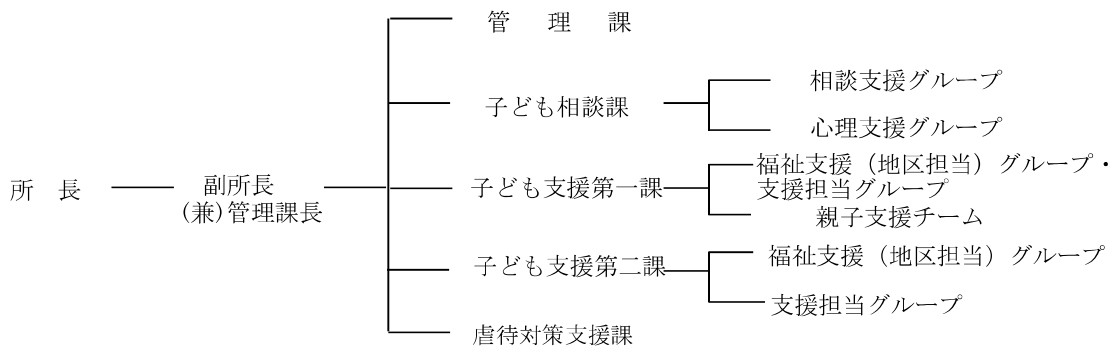 管　理　課
子ども相談課
相談支援グループ
心理支援グループ
所　長
副所長
(兼)管理課長
子ども支援第一課
福祉支援（地区担当）グループ・
支援担当グループ
親子支援チーム
子ども支援第二課
福祉支援（地区担当）グループ
支援担当グループ
虐待対策支援課